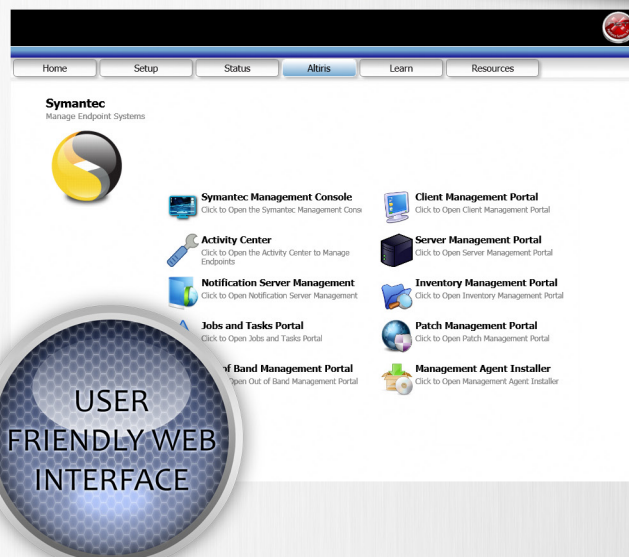 Home Setup Status Altiris Learn Resources
Symantec
Manage Endpoint Systems
Symantec Management Console
Click to Open the Symantec Management Conso
Activity Center
Click to Open the Activity Center to Manage
Endpoints
Notification Server Management
Click to Open Notification Server Management
Jobs and Tasks Portal
Click to Open Jobs and Tasks Portal
of Band Management Portal
Open Out of Band Management Portal
Client Management Portal
Click to Open Client Management Portal
Server Management Portal
Click to Open Server Management Portal
Inventory Management Portal
Click to Open Inventory Management Portal
Patch Management Portal
Click to Open Patch Management Portal
Management Agent Installer
Click to Open Management Agent Installer
USER
FRIENDLY WEB
INTERFACE